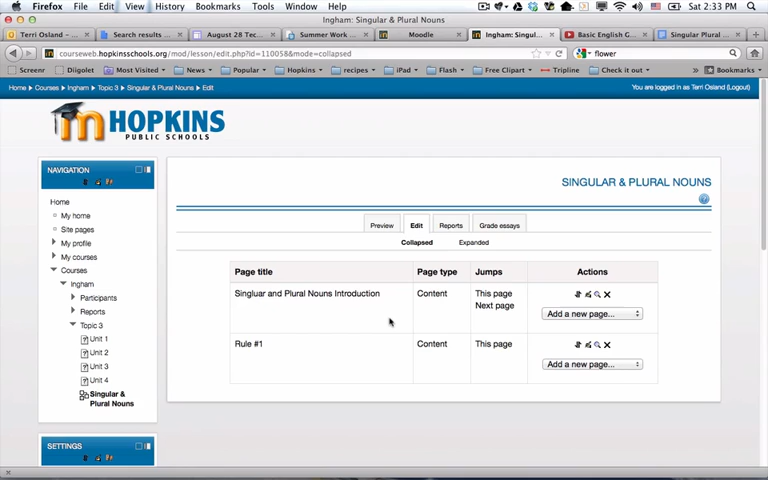 Firefox File Edit View History Bookmarks Tools Window Help Sat 2:33 PM
Ingham: Singular & Plural Nouns
Terri Osland - ... Search results ... August 28 Tec... Summer Work ... Moodle Ingham: Singul... Basic English G... Singular Plural ...
courseweb.hopkinsschools.org/mod/lesson/edit.php?id=110058&mode=collapsed flower
Screenr Diigolet Most Visited News Popular Hopkins recipes iPad Flash Free Clipart Tripline Check it out Bookmarks
Home Courses Ingham Topic 3 Singular & Plural Nouns Edit You are logged in as Terri Osland (Logout)
HOPKINS
PUBLIC SCHOOLS
NAVIGATION
Home
My home
Site pages
My profile
My courses
Courses
Ingham
Participants
Reports
Topic 3
Unit 1
Unit 2
Unit 3
Unit 4
Singular &
Plural Nouns
SETTINGS
SINGULAR & PLURAL NOUNS
Preview Edit Reports Grade essays
Collapsed Expanded
Page title Page type Jumps Actions
Singluar and Plural Nouns Introduction Content This page
Next page
Add a new page...
Rule #1 Content This page
Add a new page...